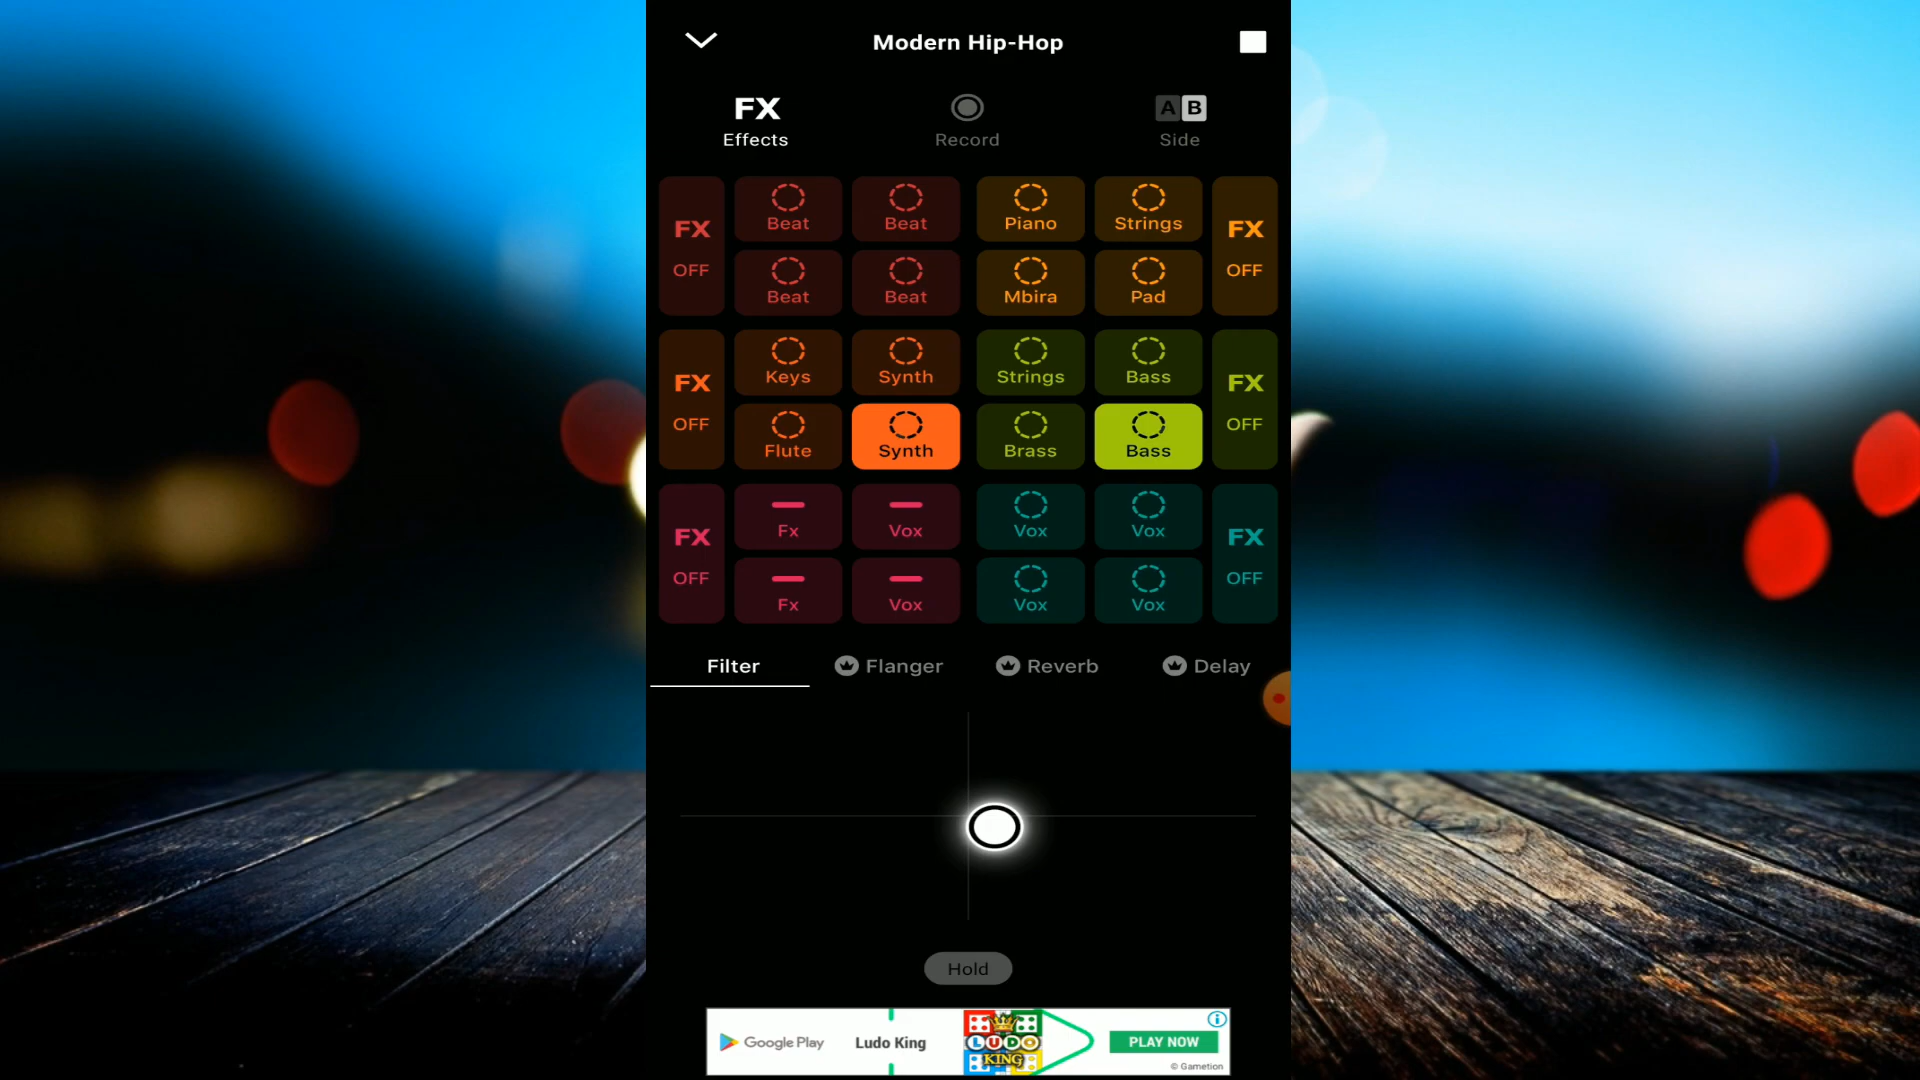 Modern Hip-Hop
FX
Effects
Record
A B
Side
FX
OFF
Beat
Beat
Piano
Strings
FX
OFF
Beat
Beat
Mbira
Pad
FX
OFF
Keys
Synth
Strings
Bass
FX
OFF
Flute
Synth
Brass
Bass
FX
OFF
Fx
Vox
Vox
Vox
FX
OFF
Fx
Vox
Vox
Vox
Filter
Flanger
Reverb
Delay
Hold
Google Play
Ludo King
LUDO
KING
PLAY NOW
© Gametion